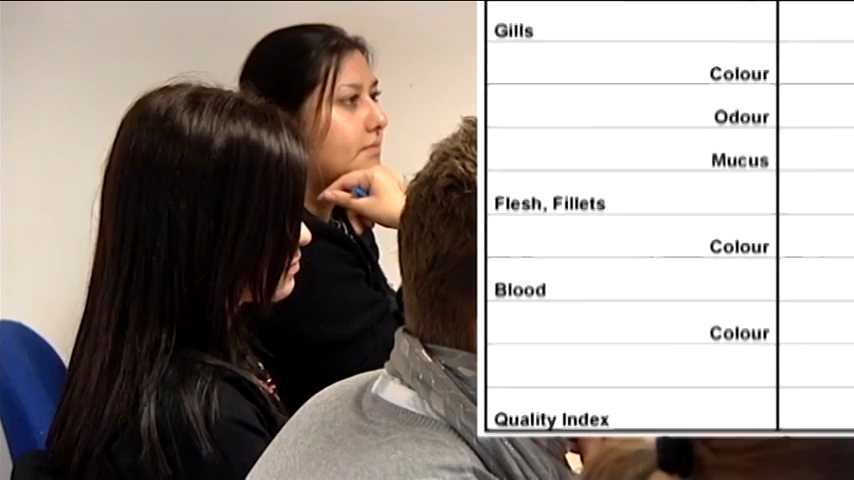 Gills
Colour
Odour
Mucus
Flesh, Fillets
Colour
Blood
Colour
Quality Index